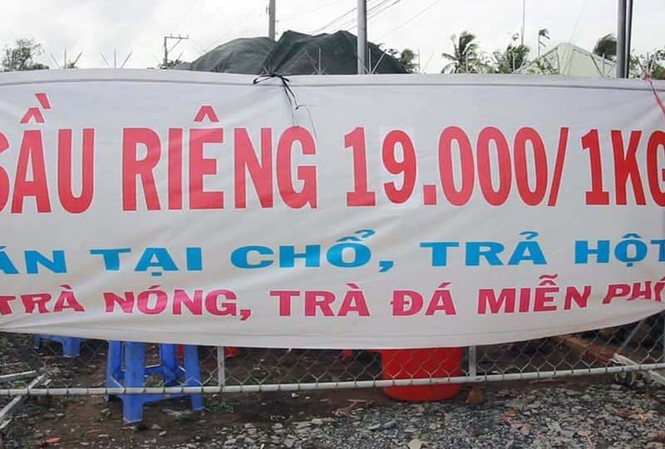 SẦU RIÊNG 19.000/1KG
ĂN TẠI CHỔ, TRẢ HỘT
TRÀ NÓNG, TRÀ ĐÁ MIỄN PHÍ